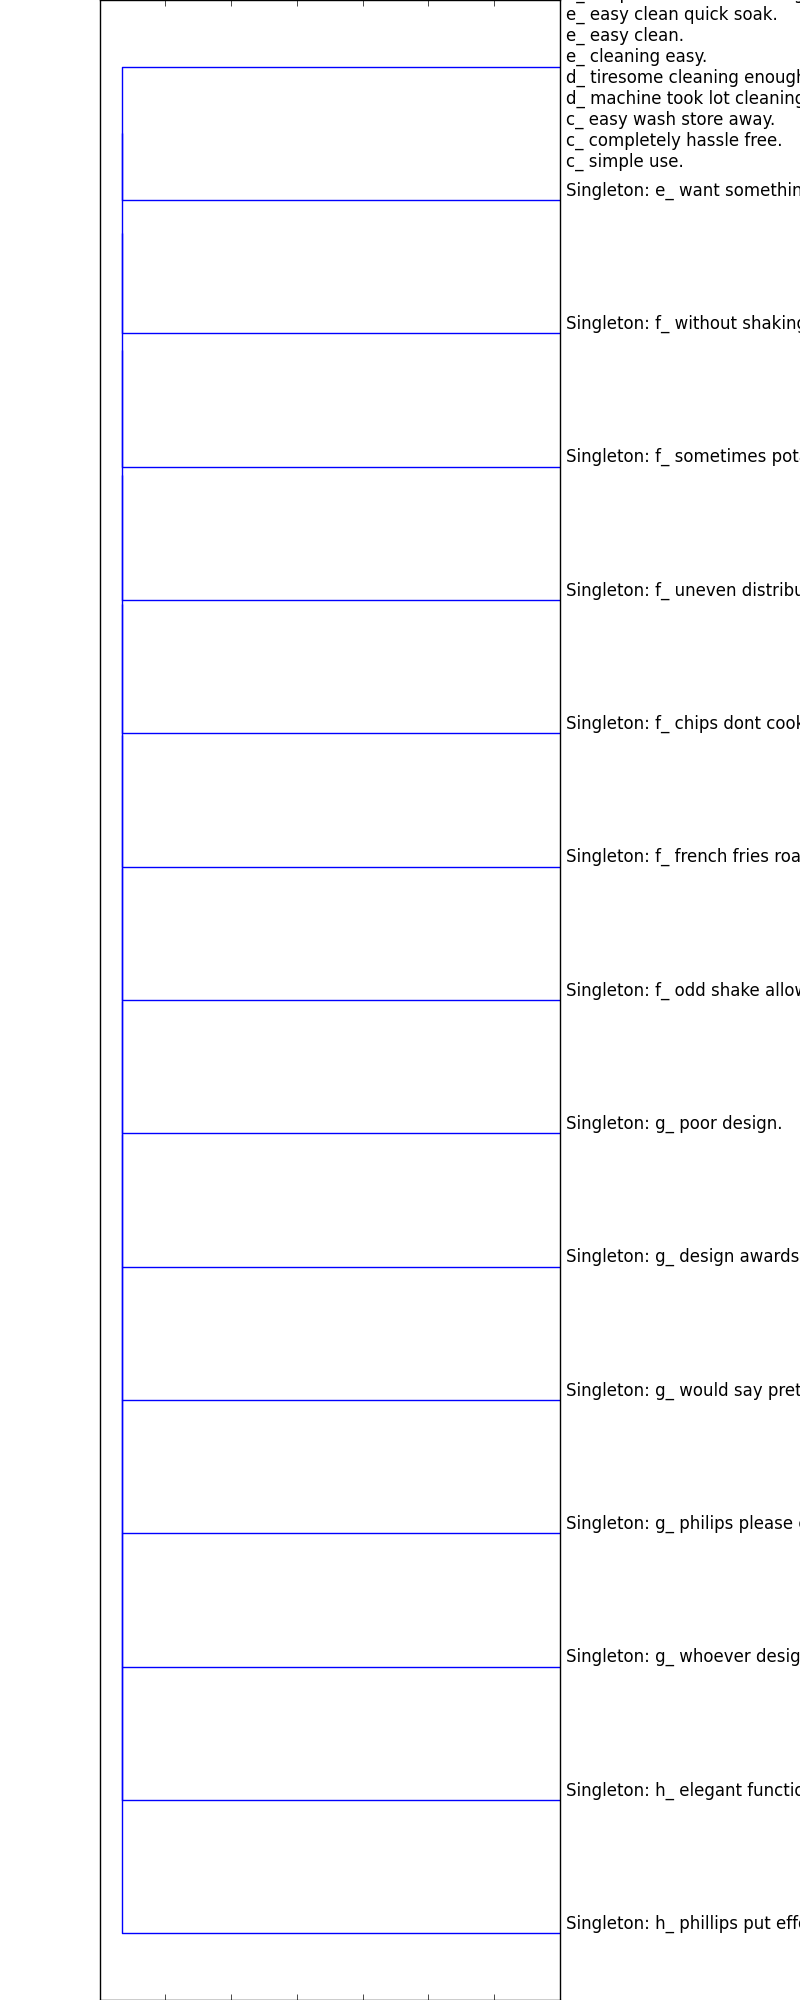 e_ easy clean quick soak.
e_ easy clean.
e_ cleaning easy.
d_ tiresome cleaning enough
d_ machine took lot cleaning
c_ easy wash store away.
c_ completely hassle free.
c_ simple use.
Singleton: e_ want somethin
Singleton: f_ without shaking
Singleton: f_ sometimes pot
Singleton: f_ uneven distribu
Singleton: f_ chips dont cook
Singleton: f_ french fries roa
Singleton: f_ odd shake allow
Singleton: g_ poor design.
Singleton: g_ design awards
Singleton: g_ would say pret
Singleton: g_ philips please
Singleton: g_ whoever desig
Singleton: h_ elegant functio
Singleton: h_ phillips put eff